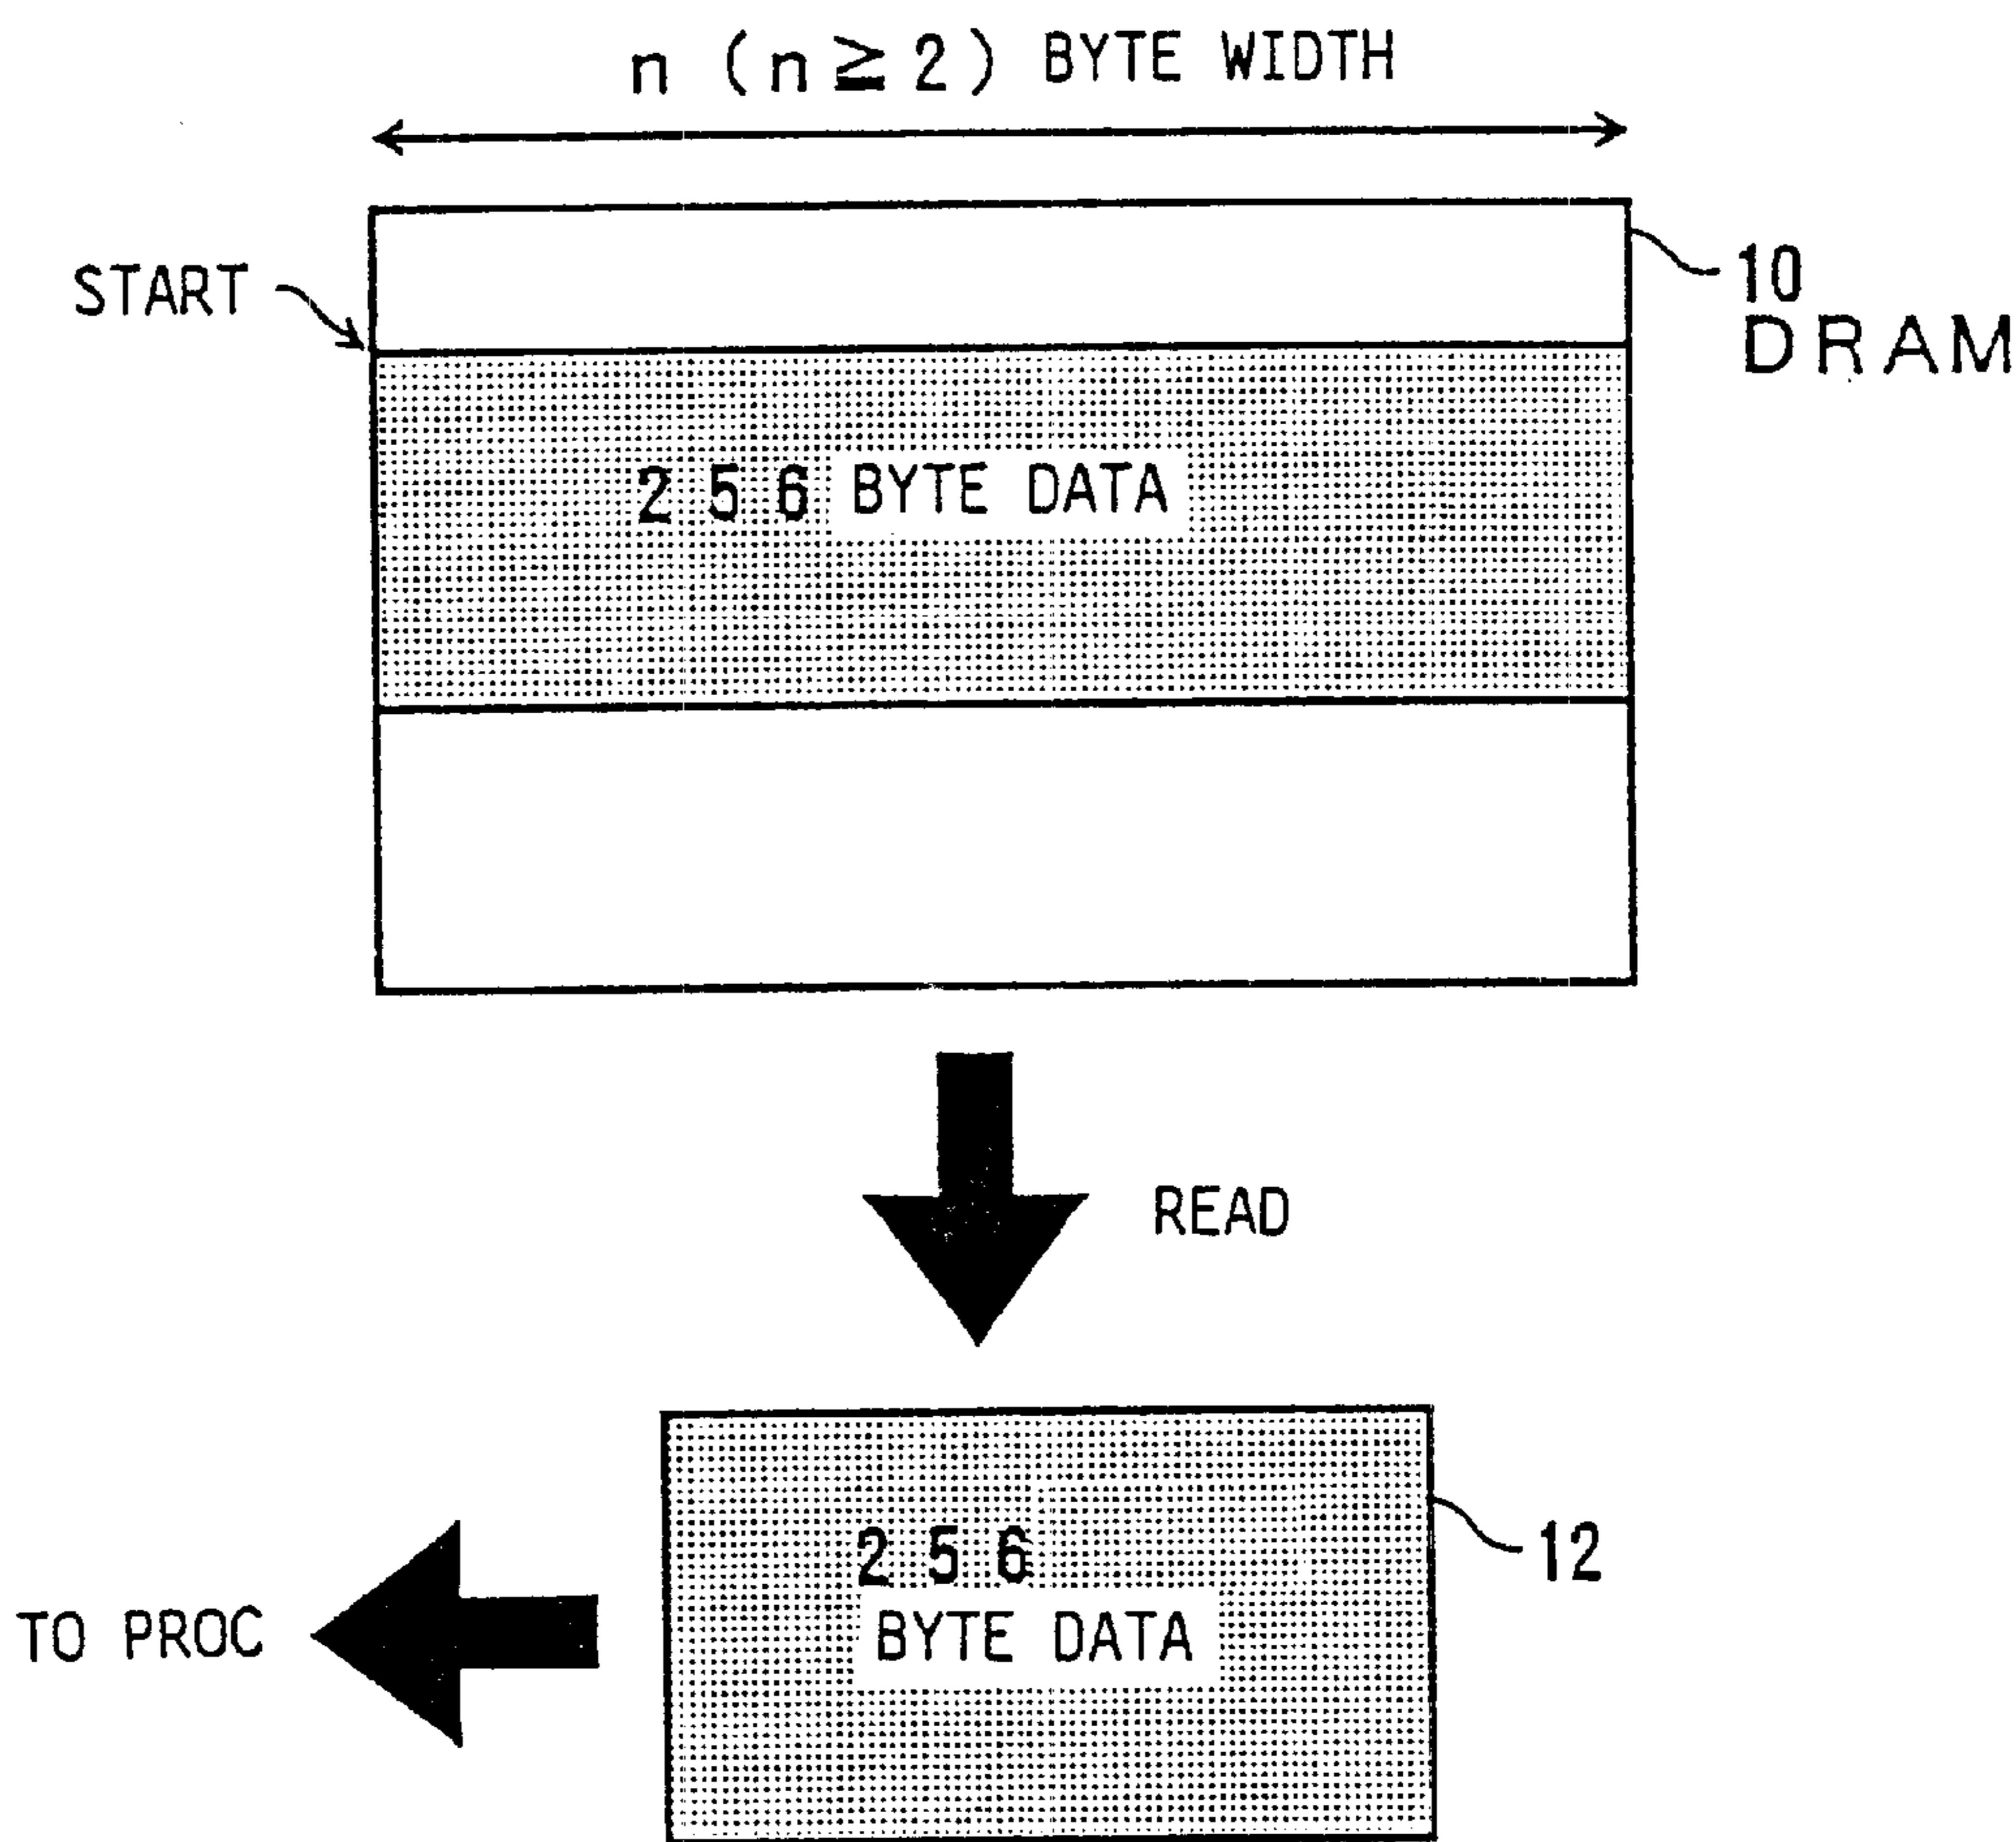 n (n≧2) BYTE WIDTH
START
10
DRAM
256 BYTE DATA
READ
256
BYTE DATA
12
TO PROC